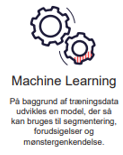 Machine Learning
På baggrund af træningsdata
udvikles en model, der så
kan bruges til segmentering,
forudsigelser og
mønstergenkendelse.